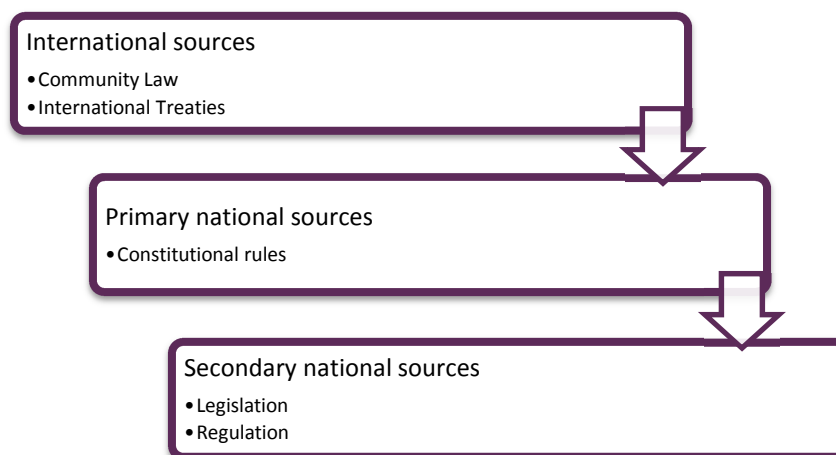 International sources
•Community Law
•International Treaties
Primary national sources
•Constitutional rules
Secondary national sources
•Legislation
•Regulation